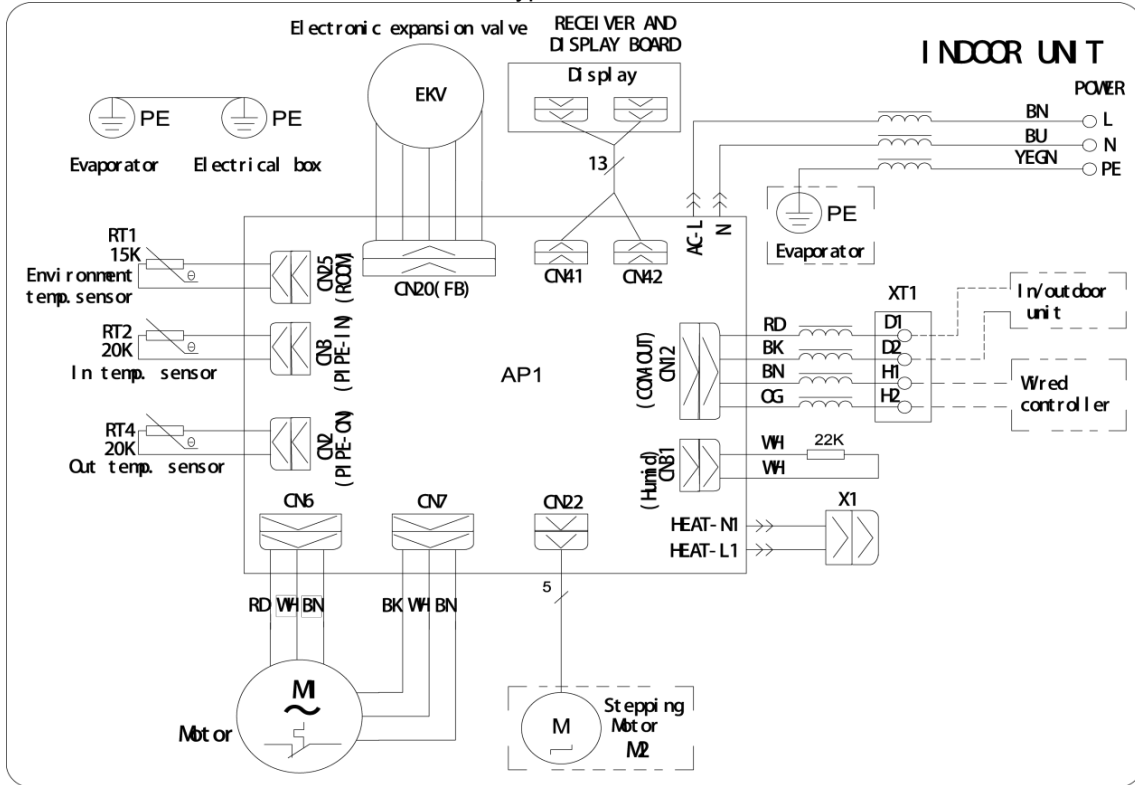 Electronic expansion valve
RECEIVER AND
DISPLAY BOARD
Display
INDOOR UNIT
POWER
EKV
PE
PE
Evaporator
Electrical box
13
BN
L
BU
N
YEGN
PE
AC-L
N
PE
Evaporator
RT1
15K
Environment
temp.sensor
CN25
(ROOM)
CN20(FB)
CN41
CN42
RT2
20K
In temp. sensor
CN3
(PIPE-IN)
AP1
(COM-OUT)
CN12
RD
BK
BN
OG
XT1
D1
D2
H1
H2
In/outdoor
unit
Wired
controller
RT4
20K
Out temp. sensor
CN2
(PIPE-ON)
(Humid)
CN31
WH
22K
WH
CN6
CN7
CN22
HEAT-N1
HEAT-L1
X1
RD WH BN
BK WH BN
5
M1
Motor
M
Stepping
Motor
M2